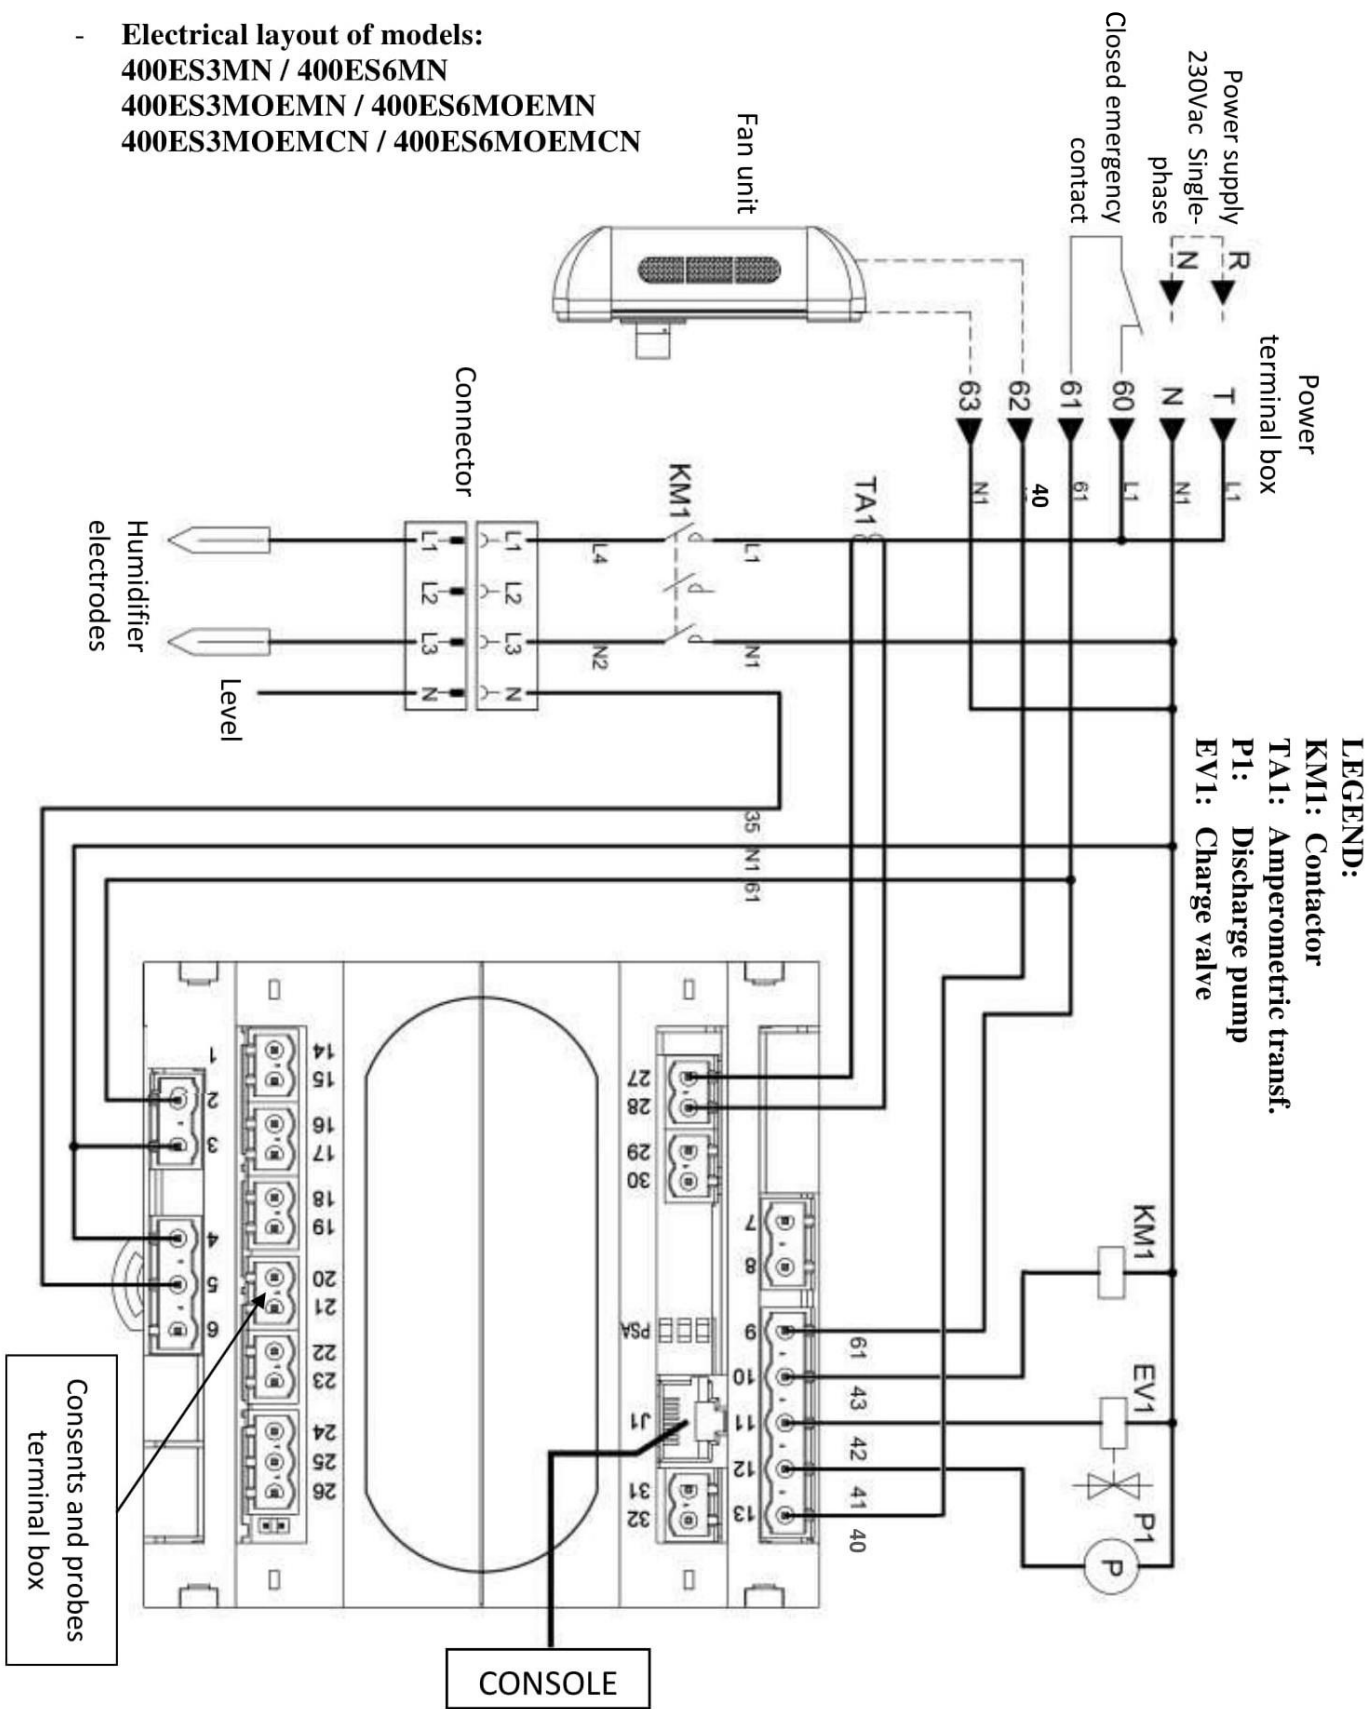 - Electrical layout of models:
400ES3MN / 400ES6MN
400ES3MOEMN / 400ES6MOEMN
400ES3MOEMCN / 400ES6MOEMCN
LEGEND:
KM1: Contactor
TA1: Amperometric transf.
P1: Discharge pump
EV1: Charge valve
Power supply
230Vac Single-
phase
Closed emergency
contact
Fan unit
R
N
Power
terminal box
T
N
60
61
62
63
L1
N1
L1
61
40
N1
TA1
KM1
L1
N1
L4
N2
Connector
L1
L2
L3
N
L1
L2
L3
N
Humidifier
electrodes
Level
35
N1
61
1
2
3
4
5
6
14
15
16
17
18
19
20
21
22
23
24
25
26
27
28
29
30
PSA
J1
31
32
7
8
9
10
11
12
13
61
43
42
41
40
KM1
EV1
P1
P
Consents and probes
terminal box
CONSOLE